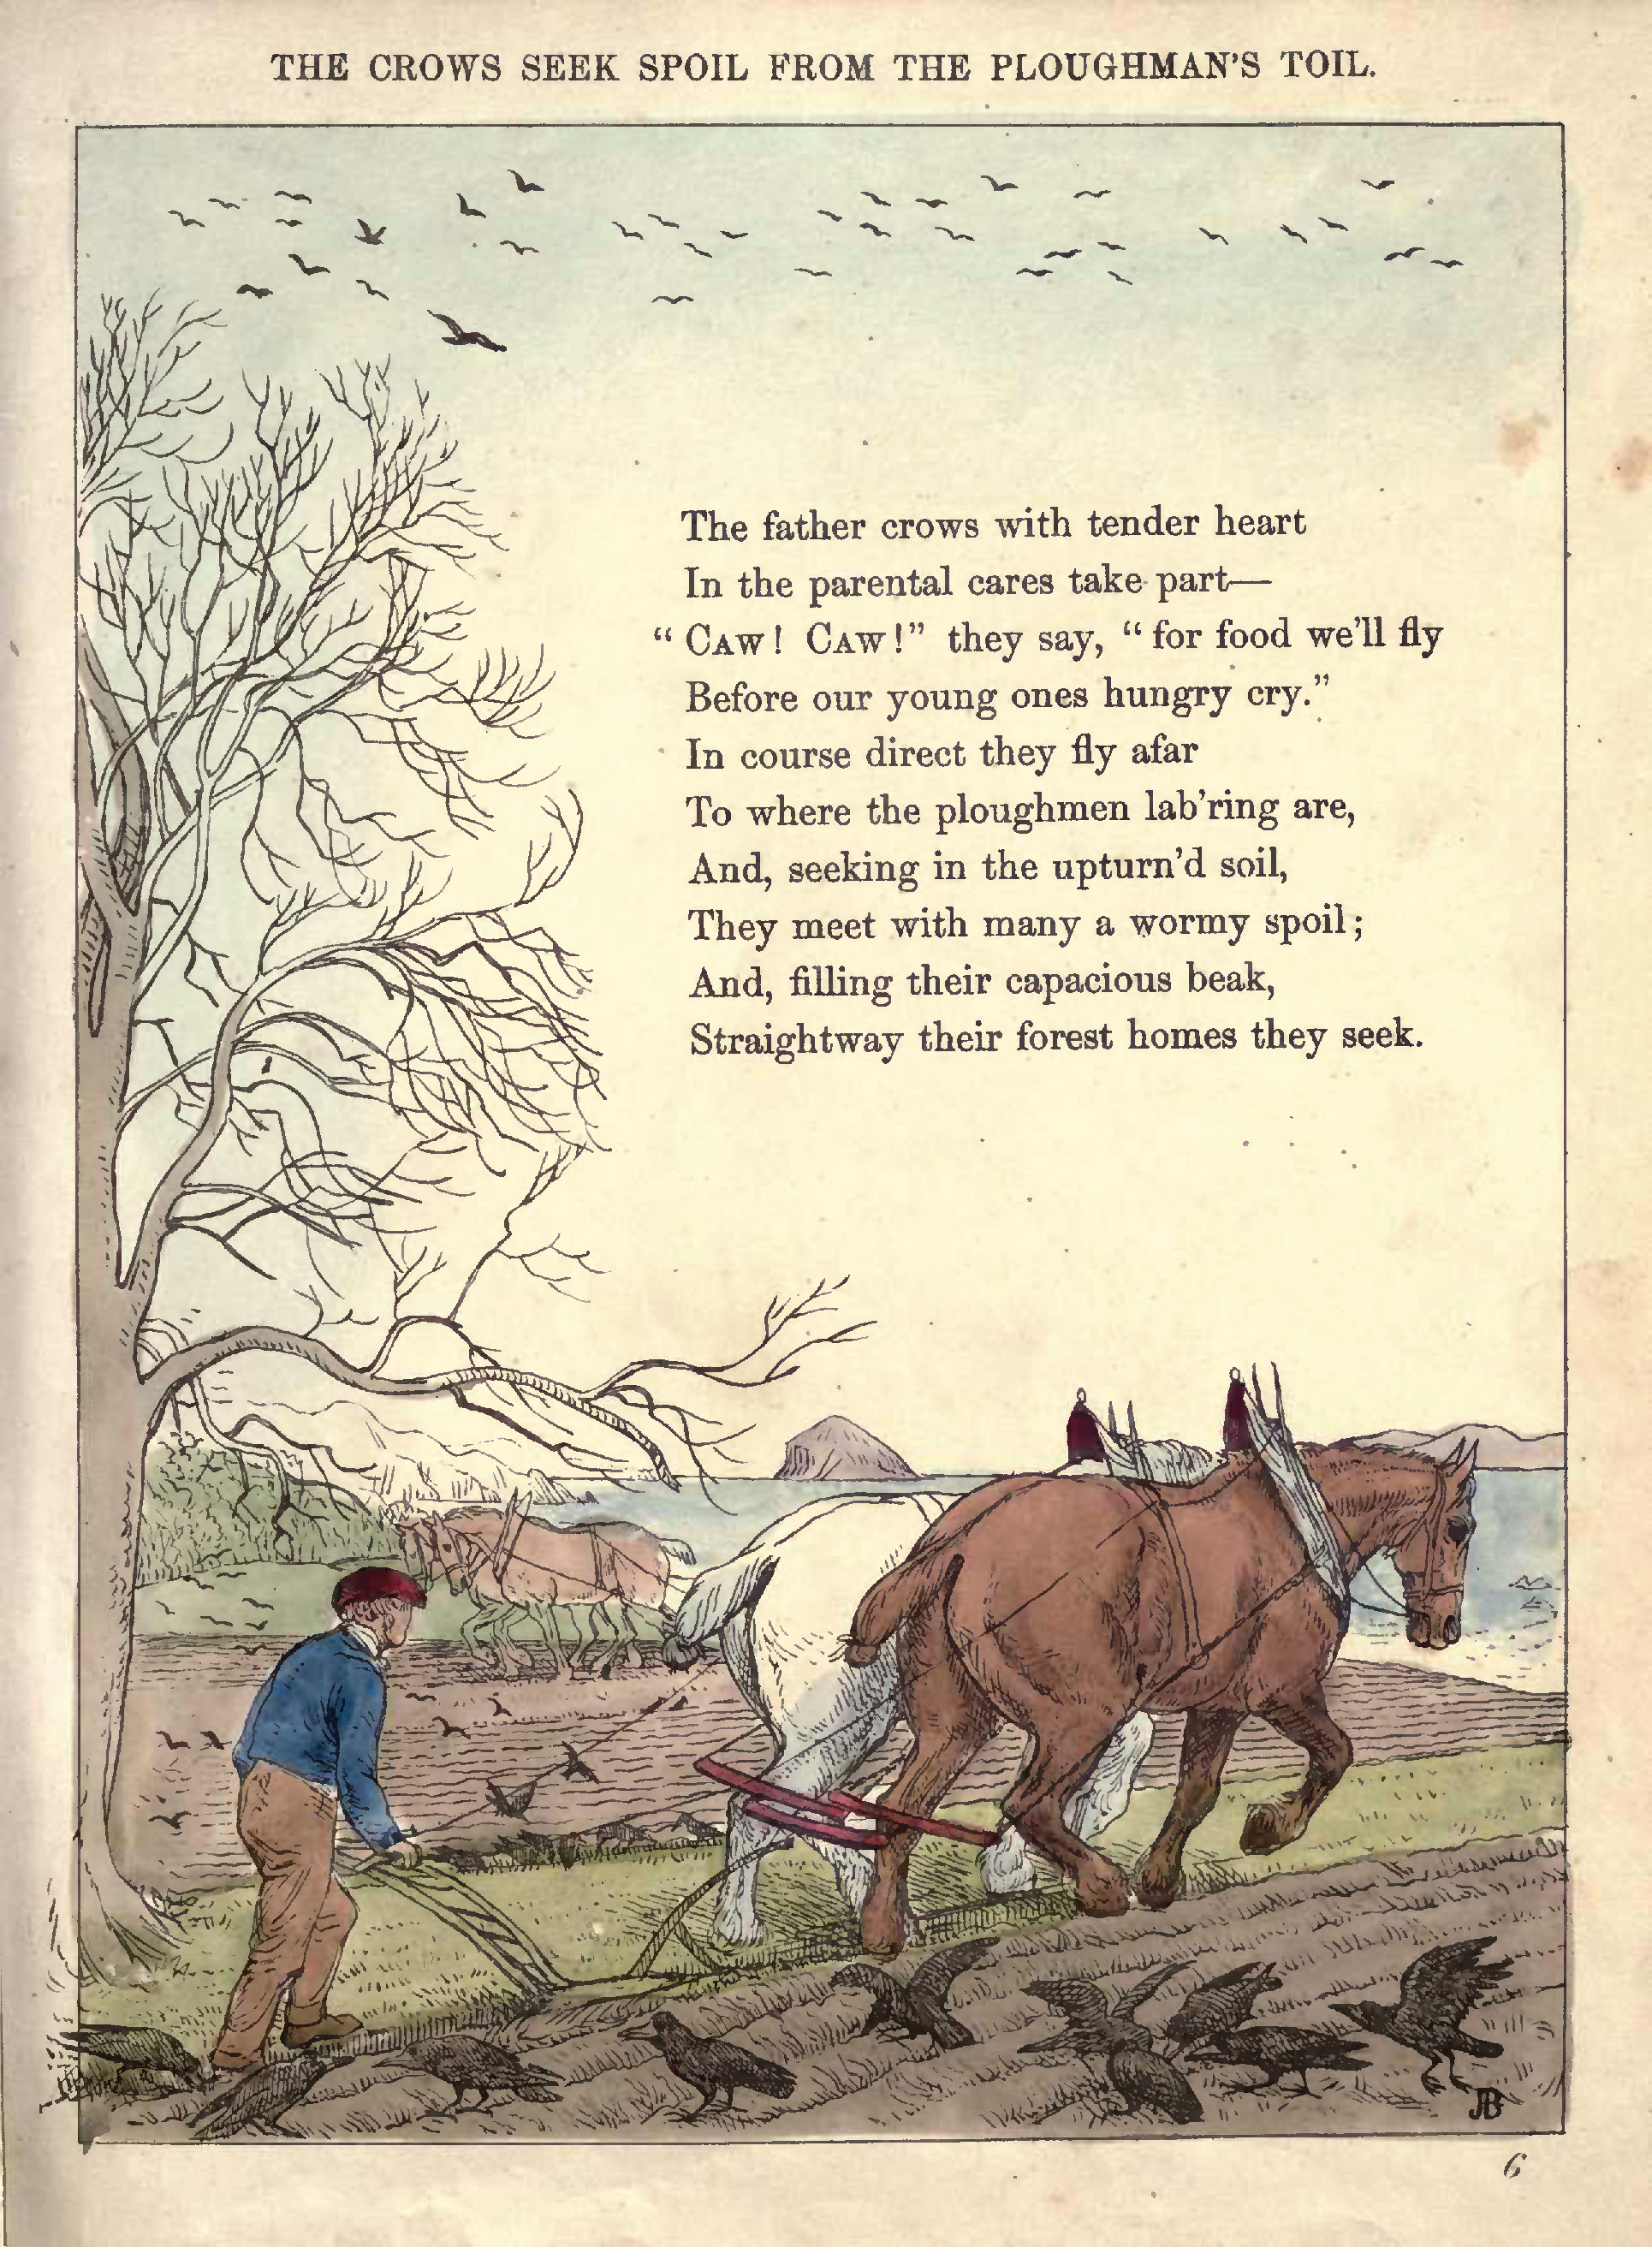 THE CROWS SEEK SPOIL FROM THE PLOUGHMAN'S TOIL.
The father crows with tender heart
In the parental cares take part—
“ CAW! CAW!” they say, “ for food we'll fly
Before our young ones hungry cry.”
In course direct they fly afar
To where the ploughmen lab'ring are,
And, seeking in the upturn'd soil,
They meet with many a wormy spoil;
And, filling their capacious beak,
Straightway their forest homes they seek.
JB
6